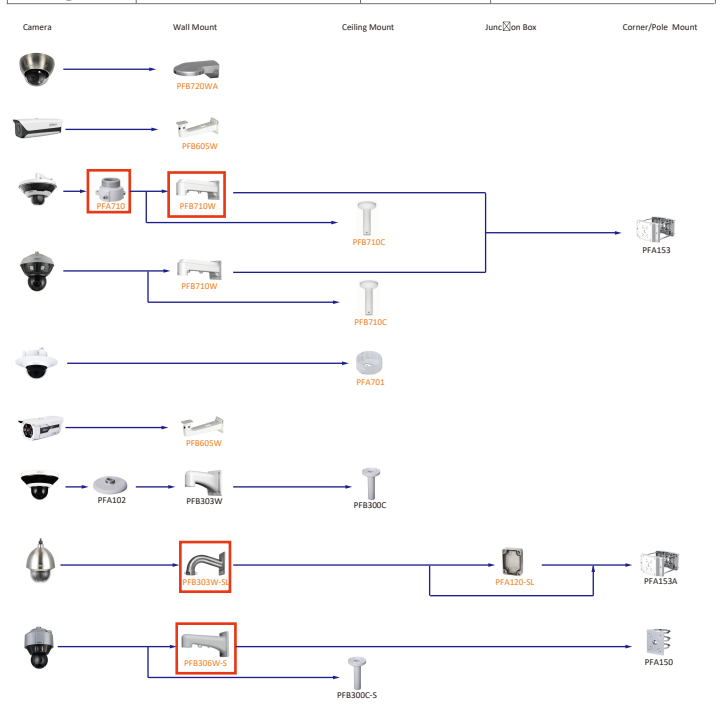 Camera Wall Mount Ceiling Mount Junc☒on Box Corner/Pole Mount
PFB720WA
PFB605W
PFA710 PFB710W
PFB710C
PFA153
PFB710W
PFB710C
PFA701
PFB605W
PFA102 PFB303W PFB300C
PFB303W-SL PFA120-SL PFA153A
PFB306W-S PFA150
PFB300C-S